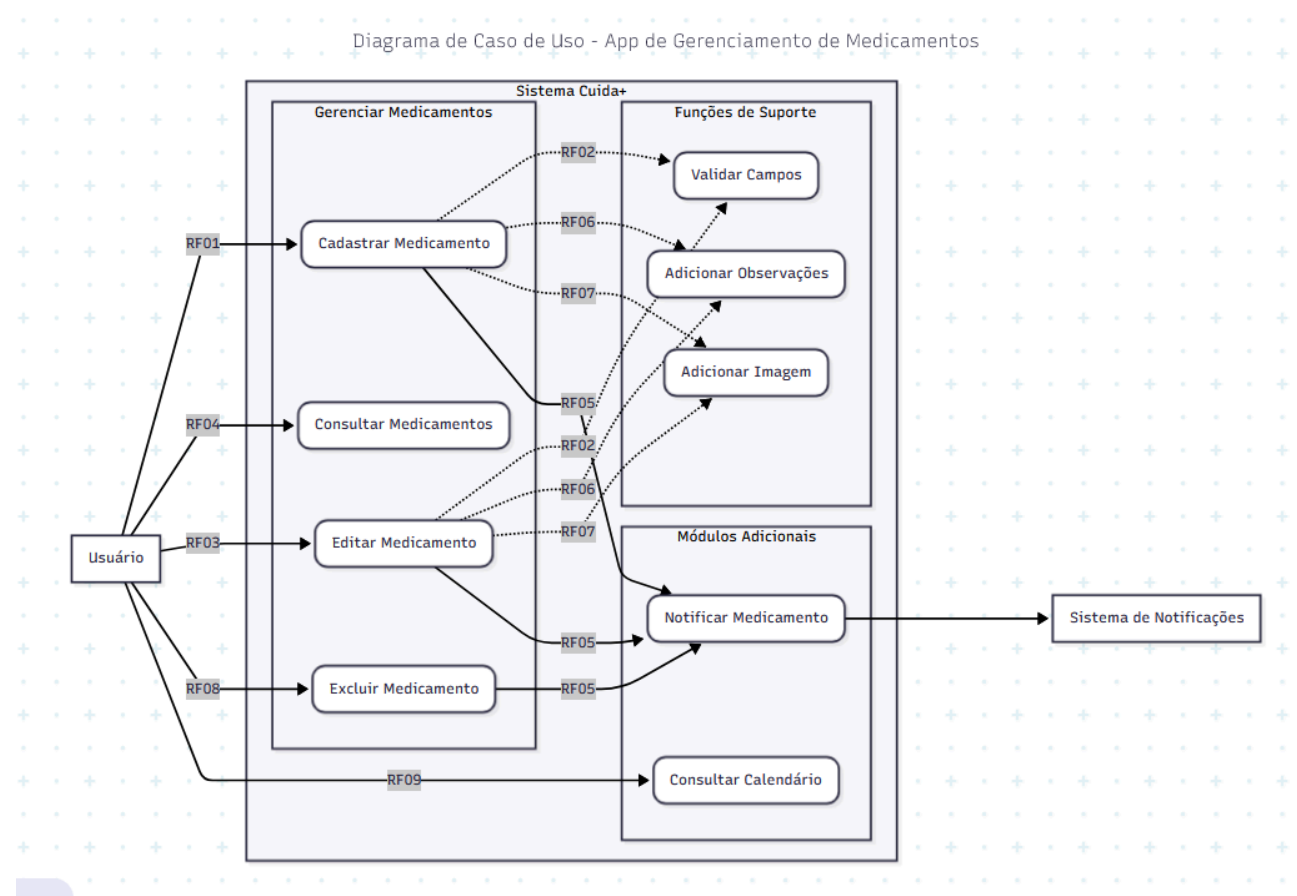 Diagrama de Caso de Uso - App de Gerenciamento de Medicamentos
Sistema Cuida+
Gerenciar Medicamentos
Funções de Suporte
RF02
Validar Campos
RF06
RF01
Cadastrar Medicamento
Adicionar Observações
RF07
Adicionar Imagem
RF05
RF04
Consultar Medicamentos
RF02
RF06
RF07
Módulos Adicionais
RF03
Editar Medicamento
Usuário
Notificar Medicamento
Sistema de Notificações
RF05
RF08
Excluir Medicamento
RF05
RF09
Consultar Calendário